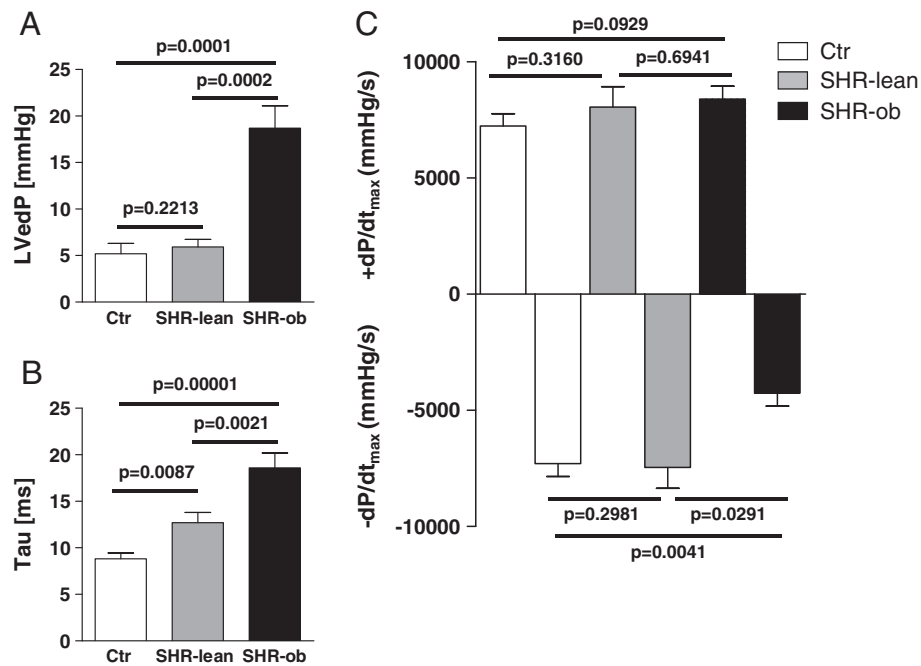 A
p=0.0001
p=0.0002
p=0.2213
LVedP [mmHg]
25
20
15
10
5
0
Ctr SHR-lean SHR-ob
B
p=0.00001
p=0.0021
p=0.0087
Tau [ms]
25
20
15
10
5
0
Ctr SHR-lean SHR-ob
C
p=0.0929
p=0.3160 p=0.6941
+dP/dtmax (mmHg/s)
-dP/dtmax (mmHg/s)
10000
5000
0
-5000
-10000
p=0.2981 p=0.0291
p=0.0041
Ctr
SHR-lean
SHR-ob